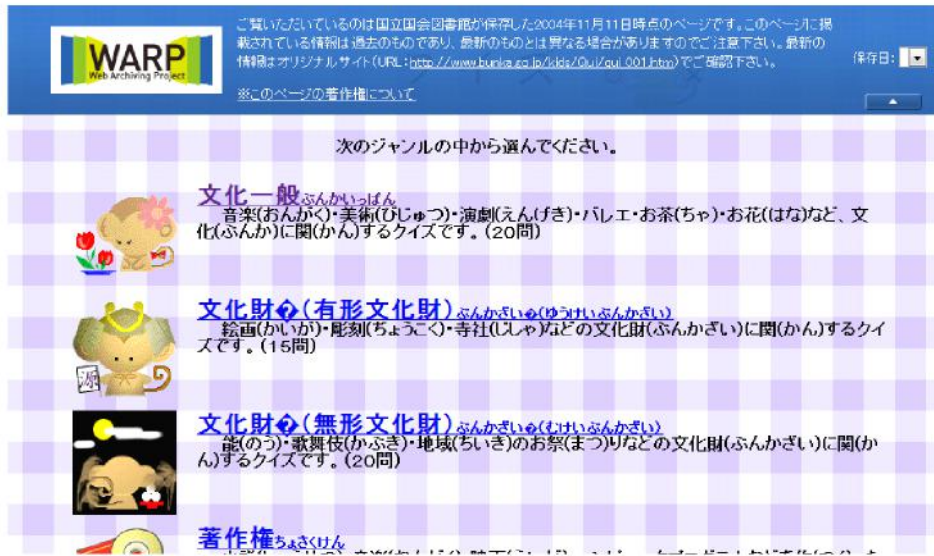 WARP
Web Archiving Project
ご覧いただいているのは国立国会図書館が保存した2004年11月11日時点のページです。このページに掲
載されている情報は過去のものであり、最新のものとは異なる場合がありますのでご注意下さい。最新の
情報はオリジナルサイト(URL:http://www.bunka.go.jp/kids/Qui/qui_001.htm)でご確認下さい。
保存日:
※このページの著作権について
次のジャンルの中から選んでください。
文化一般ぶんかいっぱん
音楽(おんがく)・美術(びじゅつ)・演劇(えんげき)・バレエ・お茶(ちゃ)・お花((はな)など、文
化(ぶんか)に関(かん)するクイズです。(20問)
文化財�(有形文化財)ぶんかざい�(ゆうけいぶんかざい)
絵画(かいが)・彫刻(ちょうこく)・寺社(じしゃ)などの文化財(ぶんかざい)に関(かん)するクイ
ズです。(15問)
源
文化財�(無形文化財)ぶんかざい�(むけいぶんかざい)
能(のう)・歌舞伎(かぶき)・地域(ちいき)のお祭(まつ)りなどの文化財(ぶんかざい)に関(か
ん)するクイズです。(20問)
著作権ちょさくけん